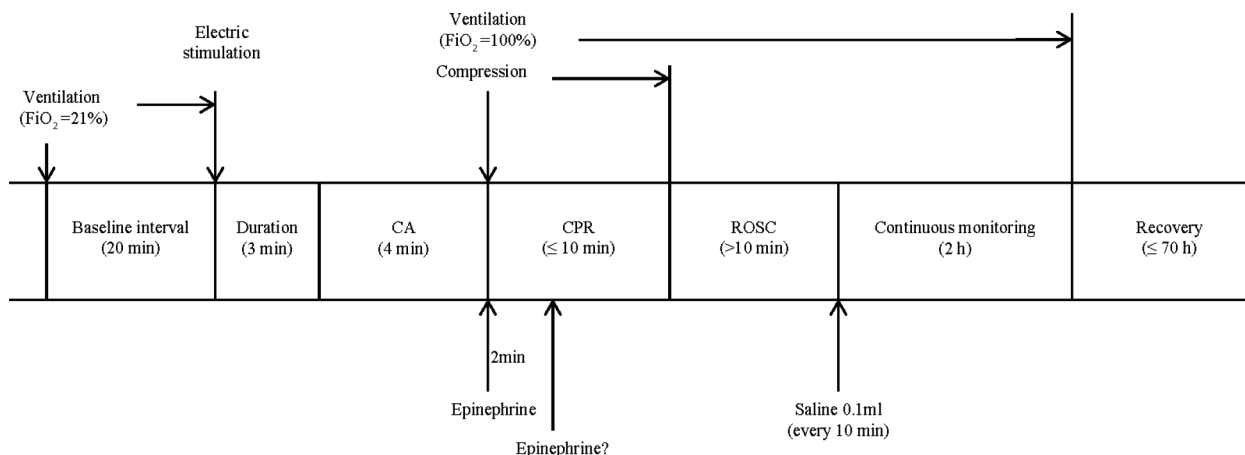 Electric
stimulation
Ventilation
(FiO₂=100%)
Compression
Ventilation
(FiO₂=21%)
Baseline interval
(20 min)
Duration
(3 min)
CA
(4 min)
CPR
(≤ 10 min)
ROSC
(>10 min)
Continuous monitoring
(2 h)
Recovery
(≤ 70 h)
2min
Epinephrine
Epinephrine?
Saline 0.1ml
(every 10 min)